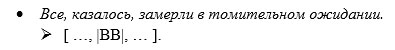 • Все, казалось, замерли в томительном ожидании.
➤ [ …, |ВВ|, … ].